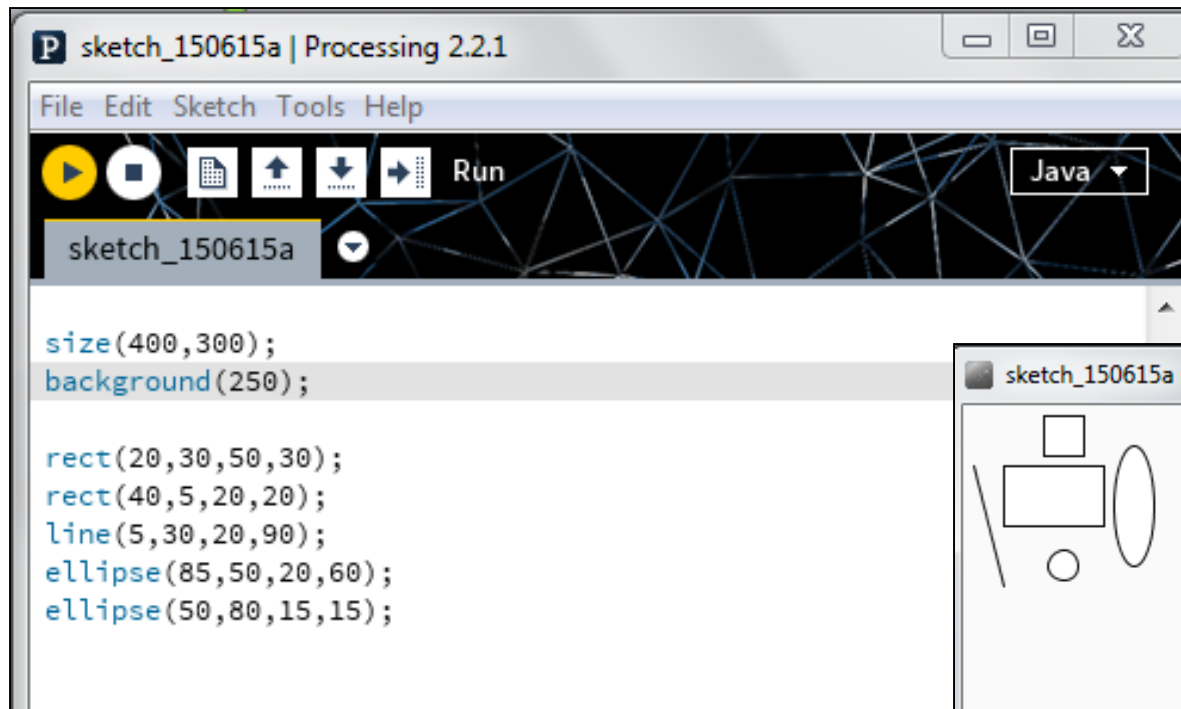 P sketch_150615a | Processing 2.2.1
File Edit Sketch Tools Help
Run
Java
sketch_150615a
size(400,300);
background(250);
rect(20,30,50,30);
rect(40,5,20,20);
line(5,30,20,90);
ellipse(85,50,20,60);
ellipse(50,80,15,15);
sketch_150615a